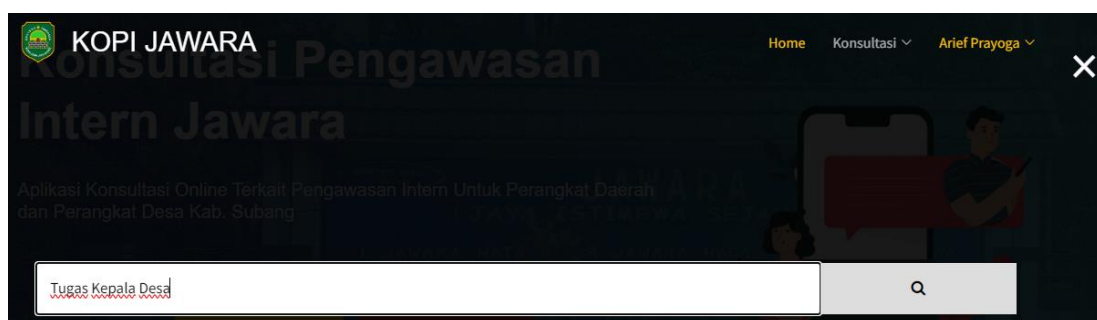 KOPI JAWARA
Home Konsultasi Arief Prayoga
Konsultasi Pengawasan
Intern Jawara
Aplikasi Konsultasi Online Terkait Pengawasan Intern Untuk Perangkat Daerah
dan Perangkat Desa Kab. Subang
Tugas Kepala Desa